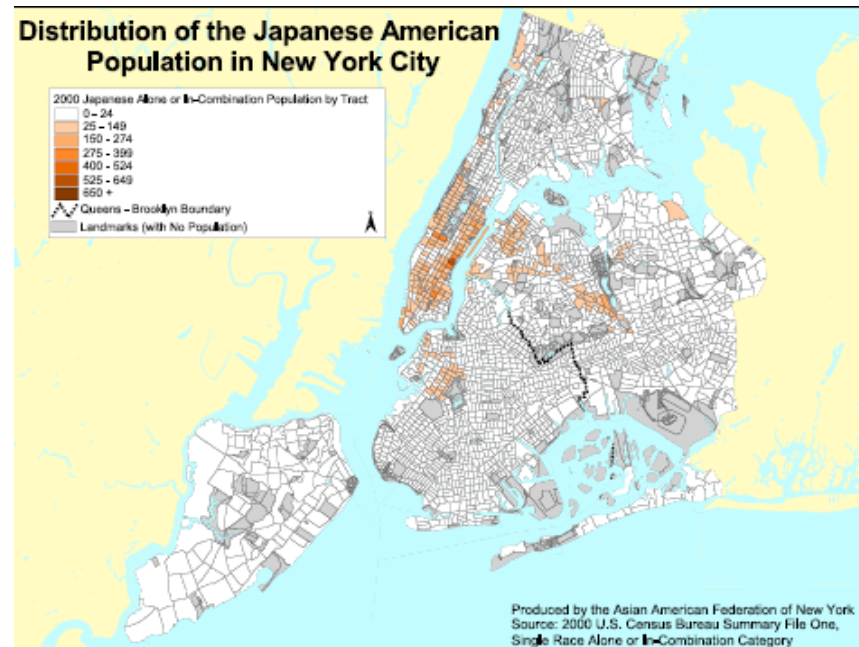 Distribution of the Japanese American
Population in New York City
2000 Japanese Alone or In-Combination Population by Tract
0 - 24
25 - 149
150 - 274
275 - 399
400 - 524
525 - 649
650 +
Queens - Brooklyn Boundary
Landmarks (with No Population)
Produced by the Asian American Federation of New York
Source: 2000 U.S. Census Bureau Summary File One,
Single Race Alone or In-Combination Category